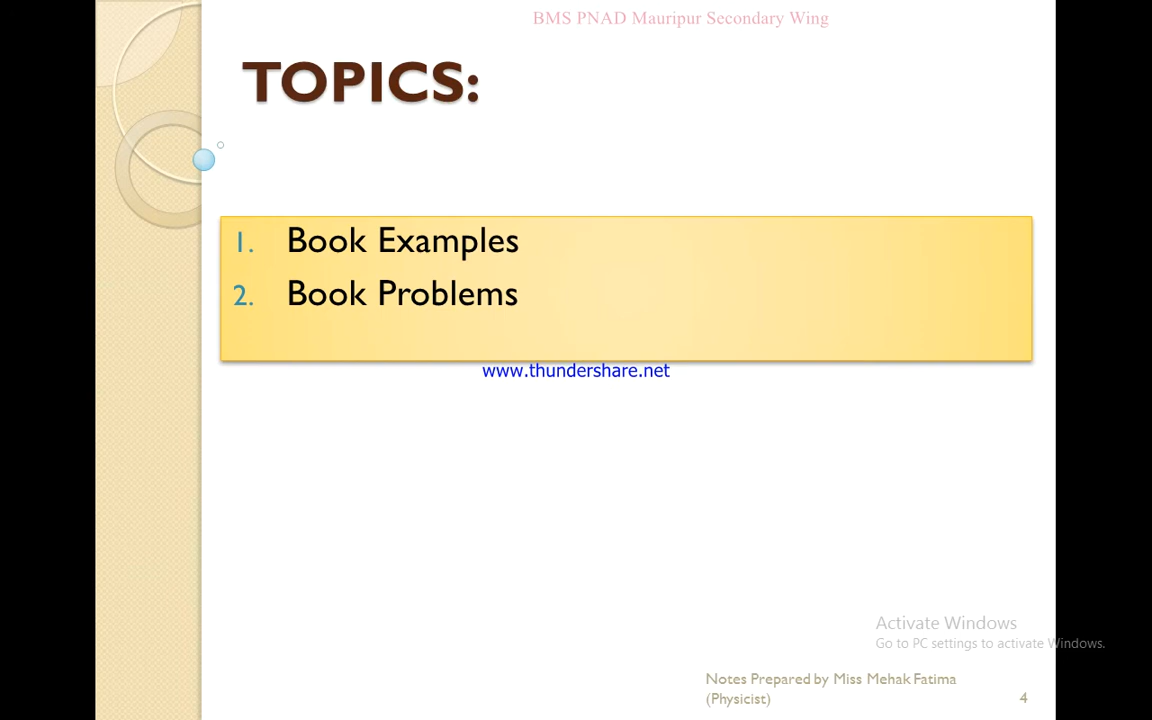 BMS PNAD Mauripur Secondary Wing
TOPICS:
1. Book Examples
2. Book Problems
www.thundershare.net
Activate Windows
Go to PC settings to activate Windows.
Notes Prepared by Miss Mehak Fatima
(Physicist)
4